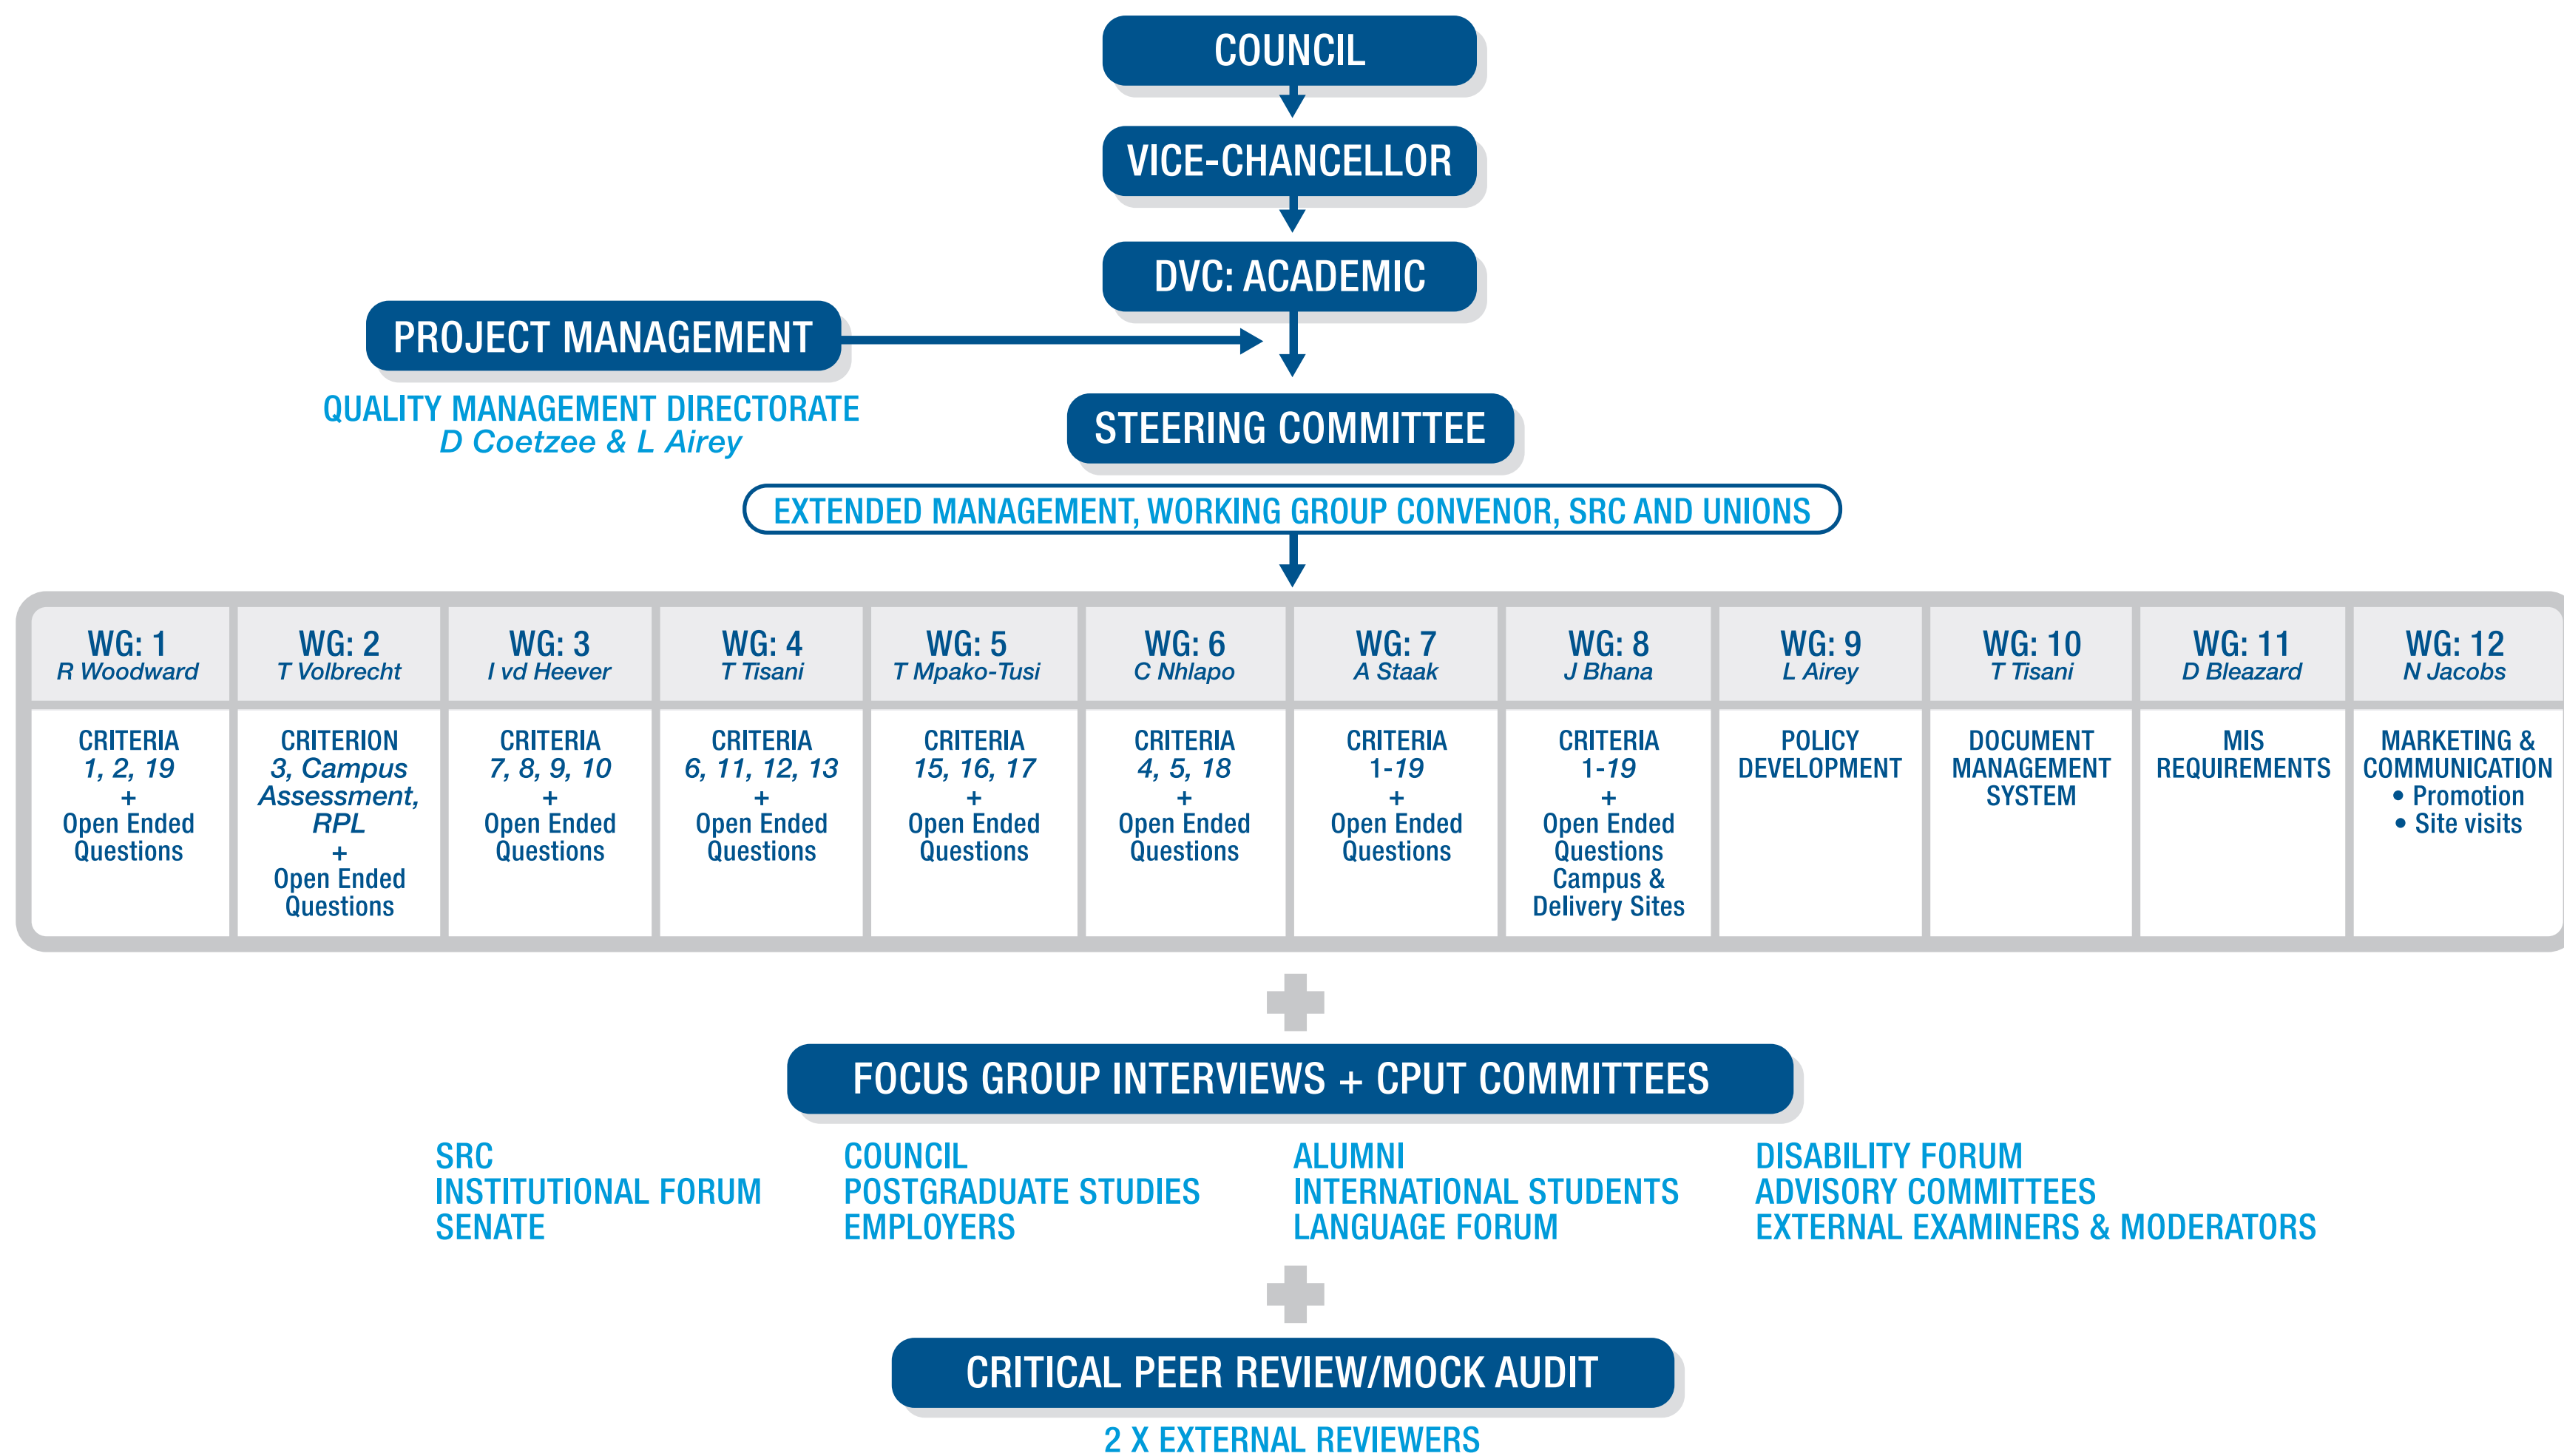 COUNCIL
VICE-CHANCELLOR
DVC: ACADEMIC
PROJECT MANAGEMENT
QUALITY MANAGEMENT DIRECTORATE
D Coetzee & L Airey
STEERING COMMITTEE
EXTENDED MANAGEMENT, WORKING GROUP CONVENOR, SRC AND UNIONS
WG: 1
R Woodward
CRITERIA
1, 2, 19
+
Open Ended
Questions
WG: 2
T Volbrecht
CRITERION
3, Campus
Assessment,
RPL
+
Open Ended
Questions
WG: 3
I vd Heever
CRITERIA
7, 8, 9, 10
+
Open Ended
Questions
WG: 4
T Tisani
CRITERIA
6, 11, 12, 13
+
Open Ended
Questions
WG: 5
T Mpako-Tusi
CRITERIA
15, 16, 17
+
Open Ended
Questions
WG: 6
C Nhlapo
CRITERIA
4, 5, 18
+
Open Ended
Questions
WG: 7
A Staak
CRITERIA
1-19
+
Open Ended
Questions
WG: 8
J Bhana
CRITERIA
1-19
+
Open Ended
Questions
Campus &
Delivery Sites
WG: 9
L Airey
POLICY
DEVELOPMENT
WG: 10
T Tisani
DOCUMENT
MANAGEMENT
SYSTEM
WG: 11
D Bleazard
MIS
REQUIREMENTS
WG: 12
N Jacobs
MARKETING &
COMMUNICATION
• Promotion
• Site visits
FOCUS GROUP INTERVIEWS + CPUT COMMITTEES
SRC
INSTITUTIONAL FORUM
SENATE
COUNCIL
POSTGRADUATE STUDIES
EMPLOYERS
ALUMNI
INTERNATIONAL STUDENTS
LANGUAGE FORUM
DISABILITY FORUM
ADVISORY COMMITTEES
EXTERNAL EXAMINERS & MODERATORS
CRITICAL PEER REVIEW/MOCK AUDIT
2 X EXTERNAL REVIEWERS